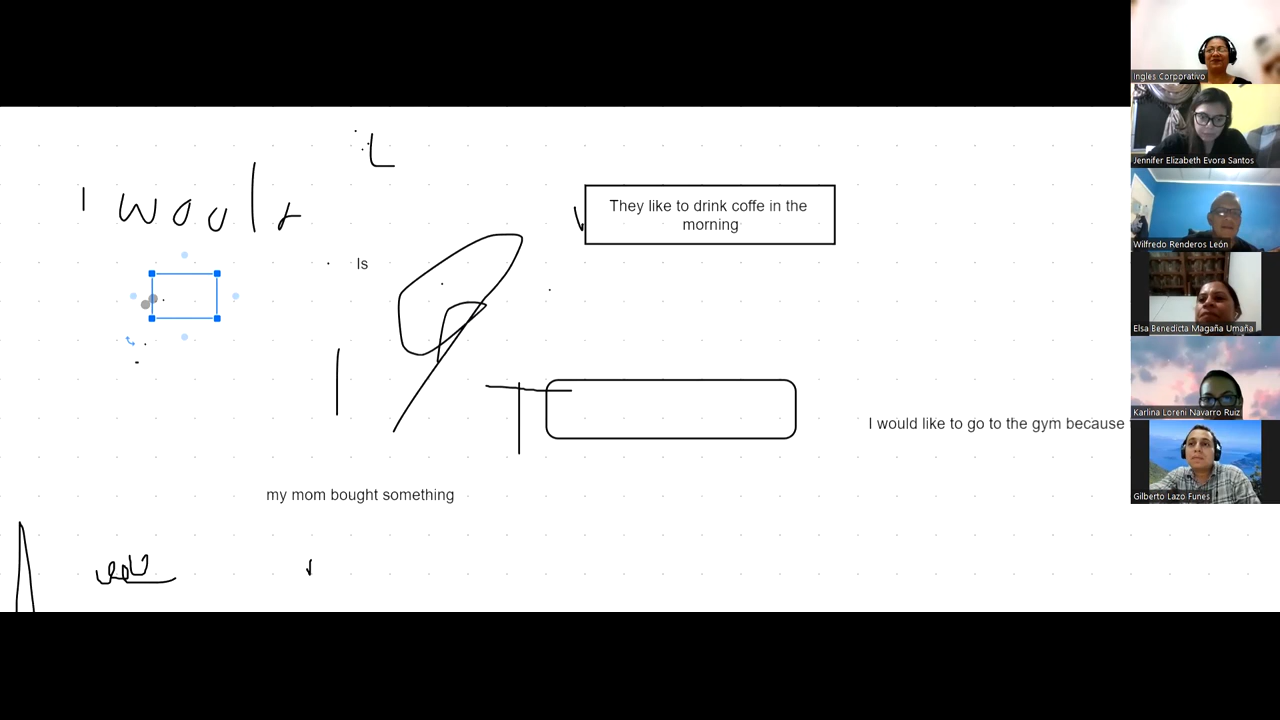 I would
They like to drink coffe in the
morning
Is
I would like to go to the gym because
my mom bought something
Ingles Corporativo
Jennifer Elizabeth Evora Santos
Wilfredo Renderos León
Elsa Benedicta Magaña Umaña
Karlina Loreni Navarro Ruiz
Gilberto Lazo Funes